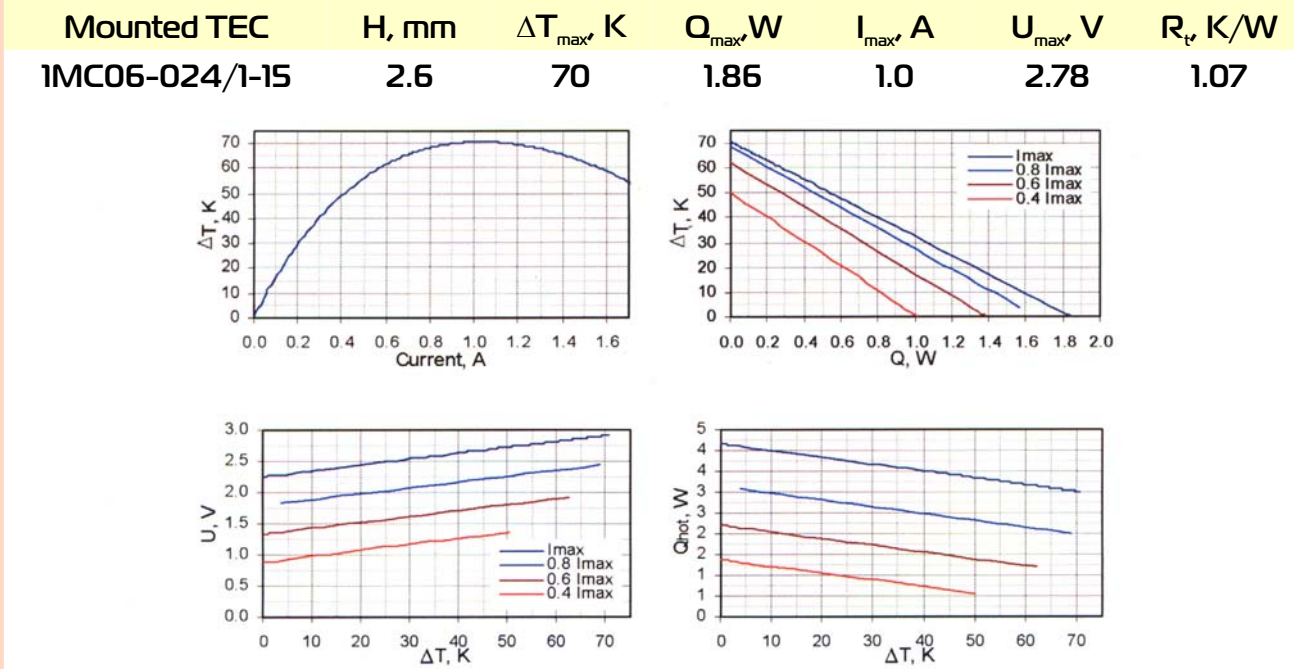 Mounted TEC H, mm ΔTmax, K Qmax, W Imax, A Umax, V Rt, K/W
1MC06-024/1-15 2.6 70 1.86 1.0 2.78 1.07
70
60
50
40
30
20
10
0
ΔT, K
0.0 0.2 0.4 0.6 0.8 1.0 1.2 1.4 1.6
Current, A
70
60
50
40
30
20
10
0
ΔT, K
Imax
0.8 Imax
0.6 Imax
0.4 Imax
0.0 0.2 0.4 0.6 0.8 1.0 1.2 1.4 1.6 1.8 2.0
Q, W
3.0
2.5
2.0
1.5
1.0
0.5
0.0
U, V
Imax
0.8 Imax
0.6 Imax
0.4 Imax
0 10 20 30 40 50 60 70
ΔT, K
5
4
4
3
3
2
2
1
1
0
Qhot, W
0 10 20 30 40 50 60 70
ΔT, K